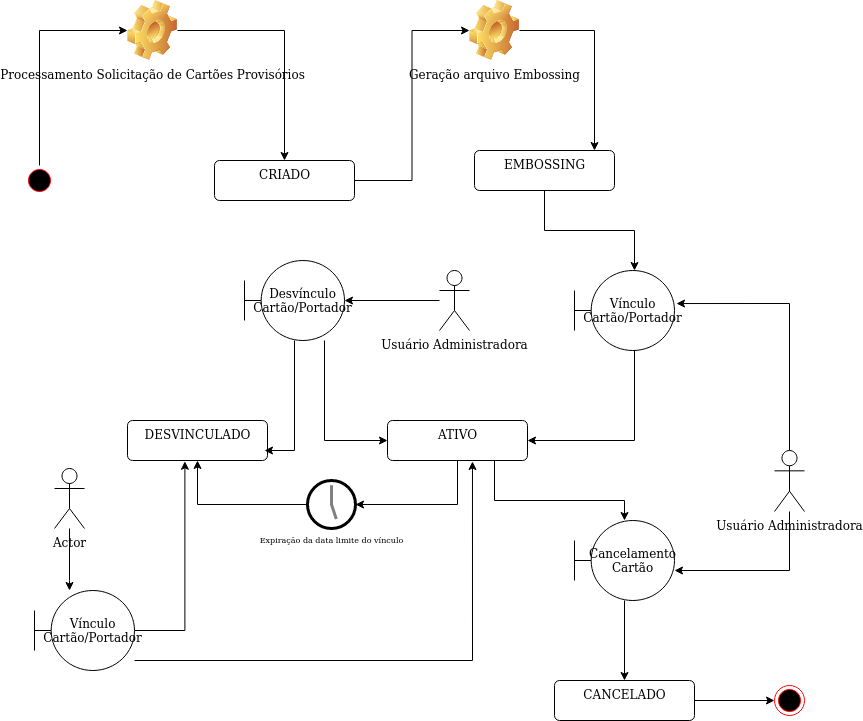 Processamento Solicitação de Cartões Provisórios
Geração arquivo Embossing
CRIADO
EMBOSSING
Desvínculo
Cartão/Portador
Usuário Administradora
Vínculo
Cartão/Portador
DESVINCULADO
ATIVO
Expiração da data limite do vínculo
Actor
Usuário Administradora
Cancelamento
Cartão
Vínculo
Cartão/Portador
CANCELADO